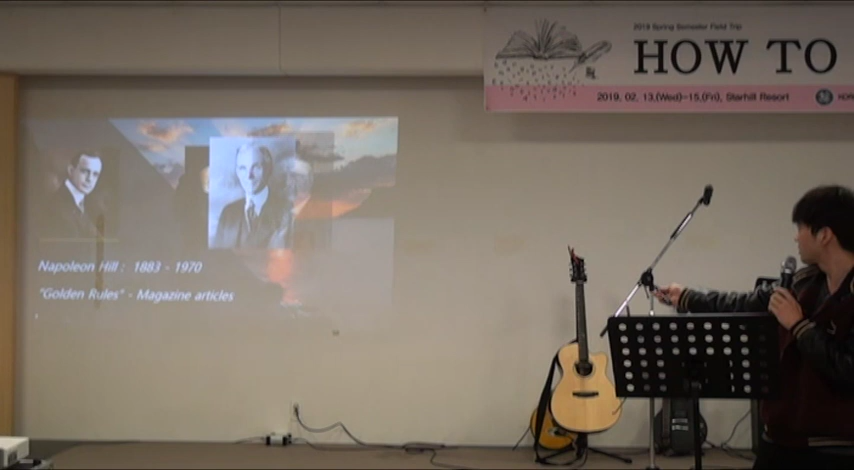 2019 Spring Semester Field Trip
HOW TO
2019. 02. 13.(Wed)-15.(Fri), Starhill Resort
Napoleon Hill : 1883 - 1970
"Golden Rules" - Magazine articles